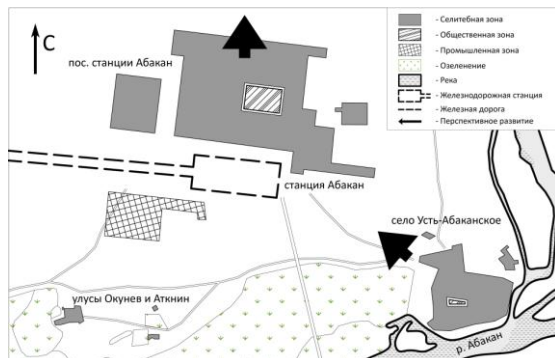 С
пос. станции Абакан
- Селитебная зона
- Общественная зона
- Промышленная зона
- Озеленение
- Река
- Железнодорожная станция
- Железная дорога
- Перспективное развитие
станция Абакан
село Усть-Абаканское
улусы Окунев и Аткнин
р. Абакан